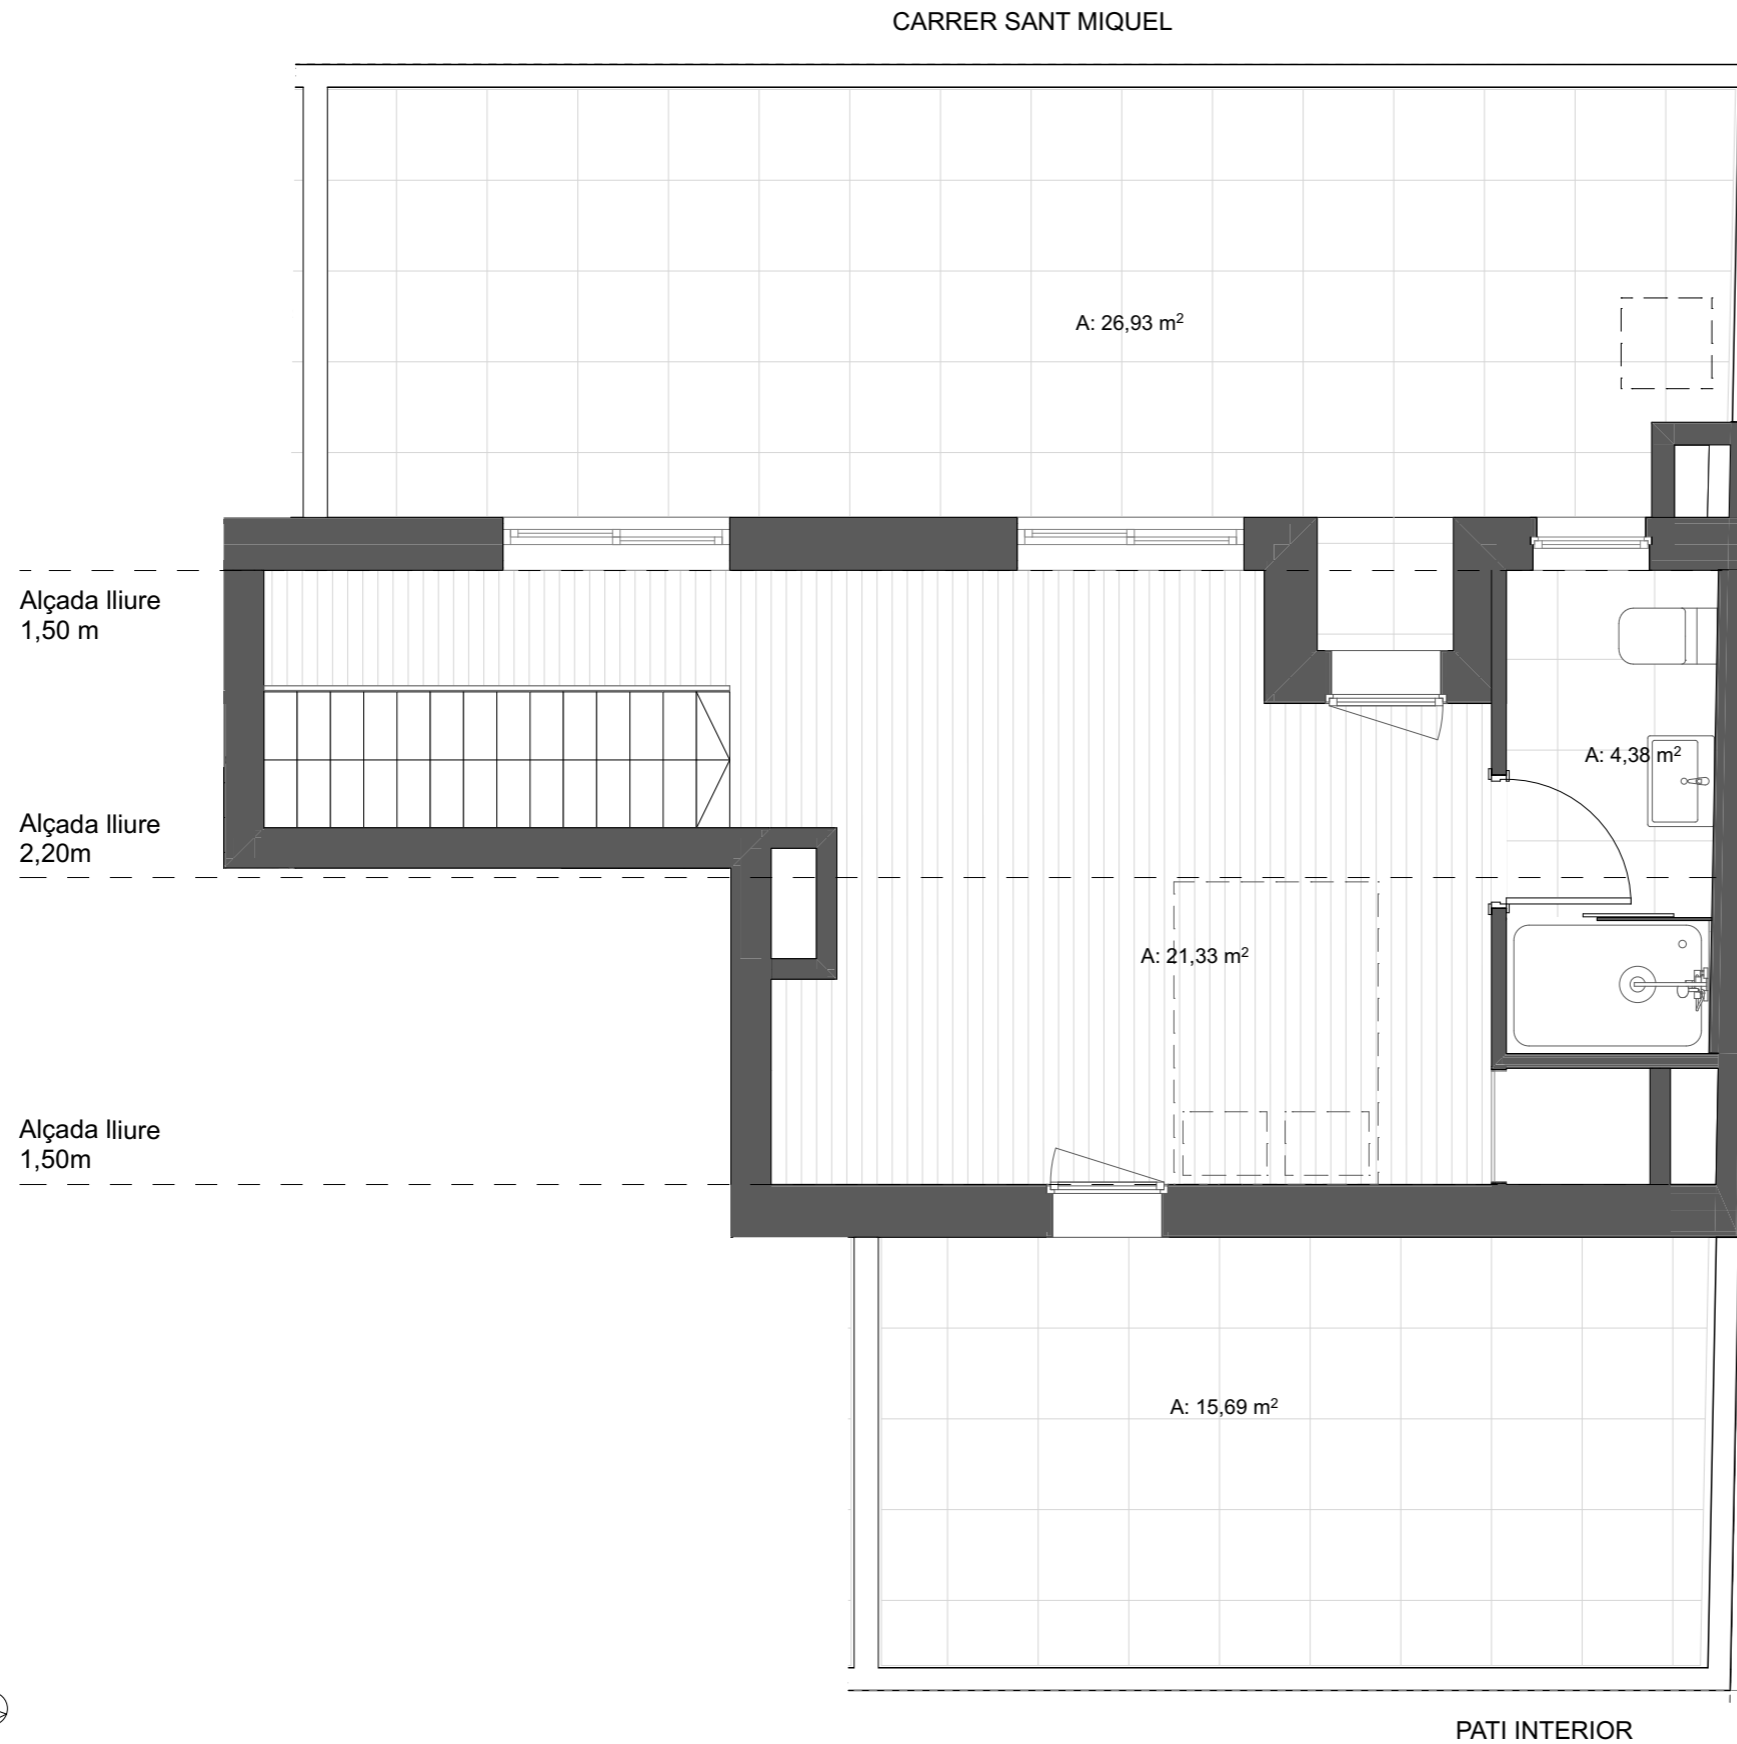 CARRER SANT MIQUEL
A: 26,93 m²
Alçada lliure
1,50 m
A: 4,38 m²
Alçada lliure
2,20m
A: 21,33 m²
Alçada lliure
1,50m
A: 15,69 m²
PATI INTERIOR